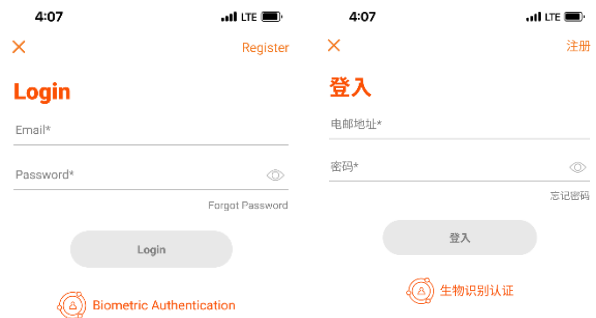 4:07
LTE
Register
Login
Email*
Password*
Forgot Password
Login
Biometric Authentication
4:07
LTE
注册
登入
电邮地址*
密码*
忘记密码
登入
生物识别认证